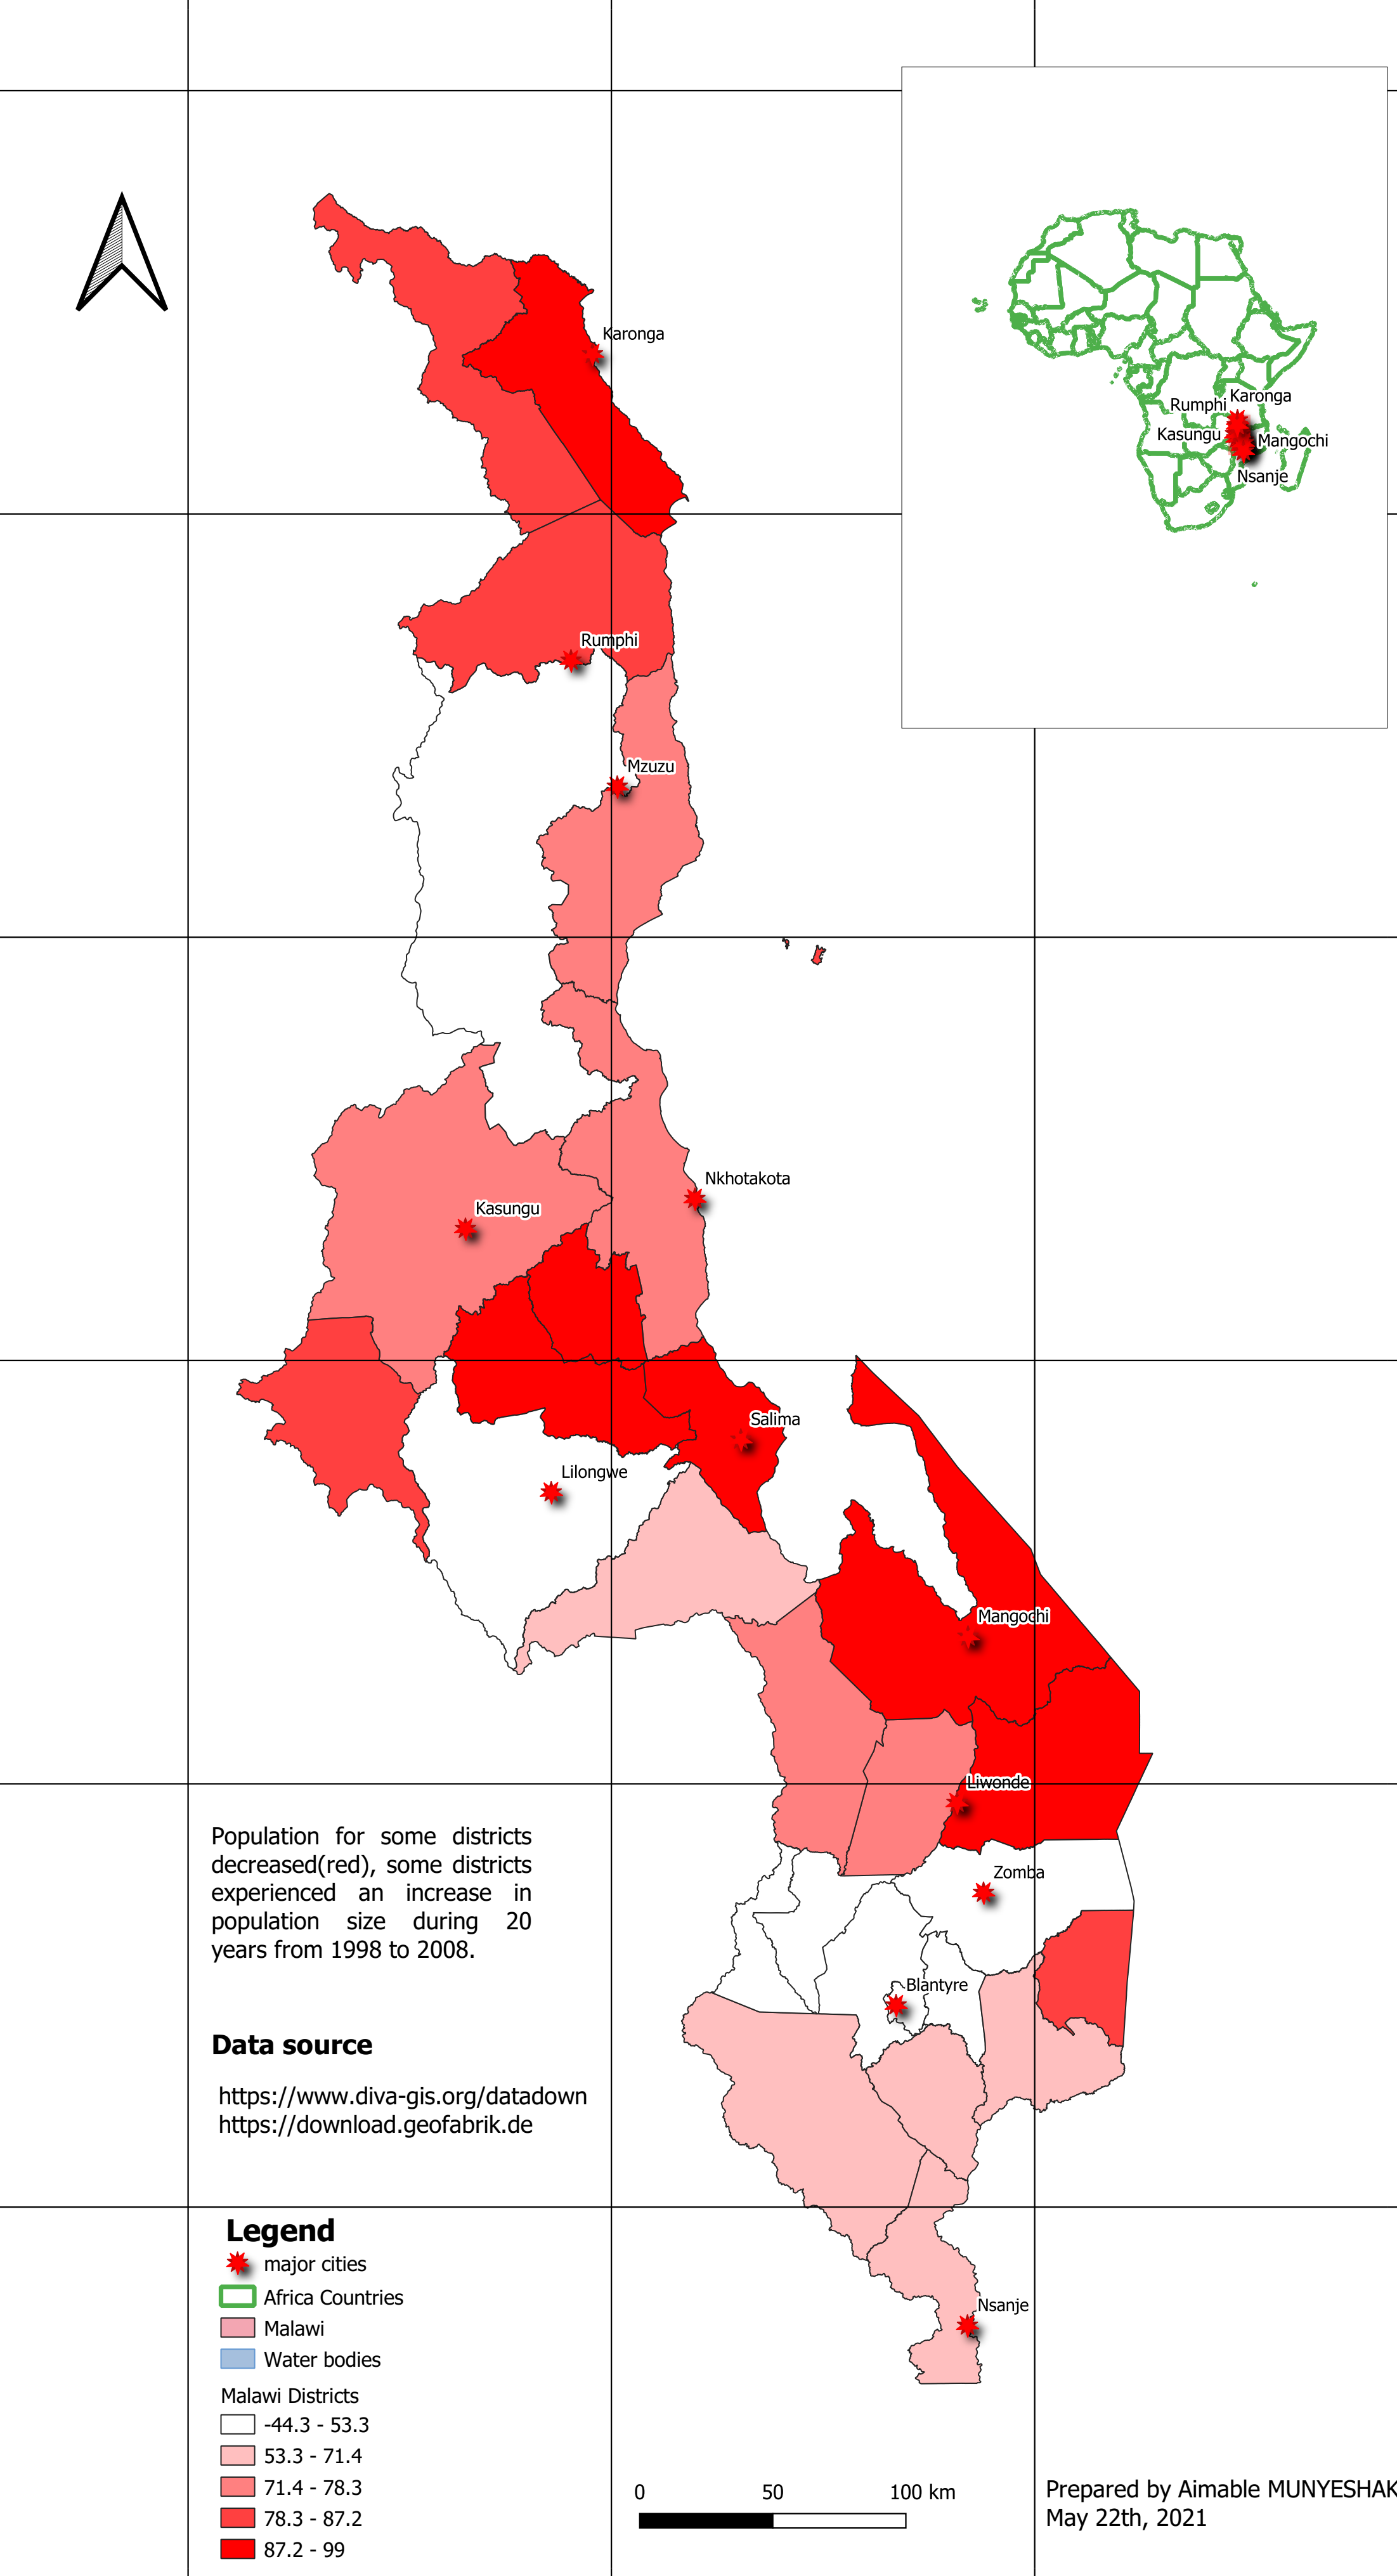 Karonga
Rumphi
Karonga
Kasungu
Mangochi
Nsanje
Rumphi
Mzuzu
Nkhotakota
Kasungu
Salima
Lilongwe
Mangochi
Liwonde
Zomba
Blantyre
Nsanje
Population for some districts
decreased(red), some districts
experienced an increase in
population size during 20
years from 1998 to 2008.
Data source
https://www.diva-gis.org/datadown
https://download.geofabrik.de
Legend
major cities
Africa Countries
Malawi
Water bodies
Malawi Districts
-44.3 - 53.3
53.3 - 71.4
71.4 - 78.3
78.3 - 87.2
87.2 - 99
0 50 100 km
Prepared by Aimable MUNYESHAK
May 22th, 2021